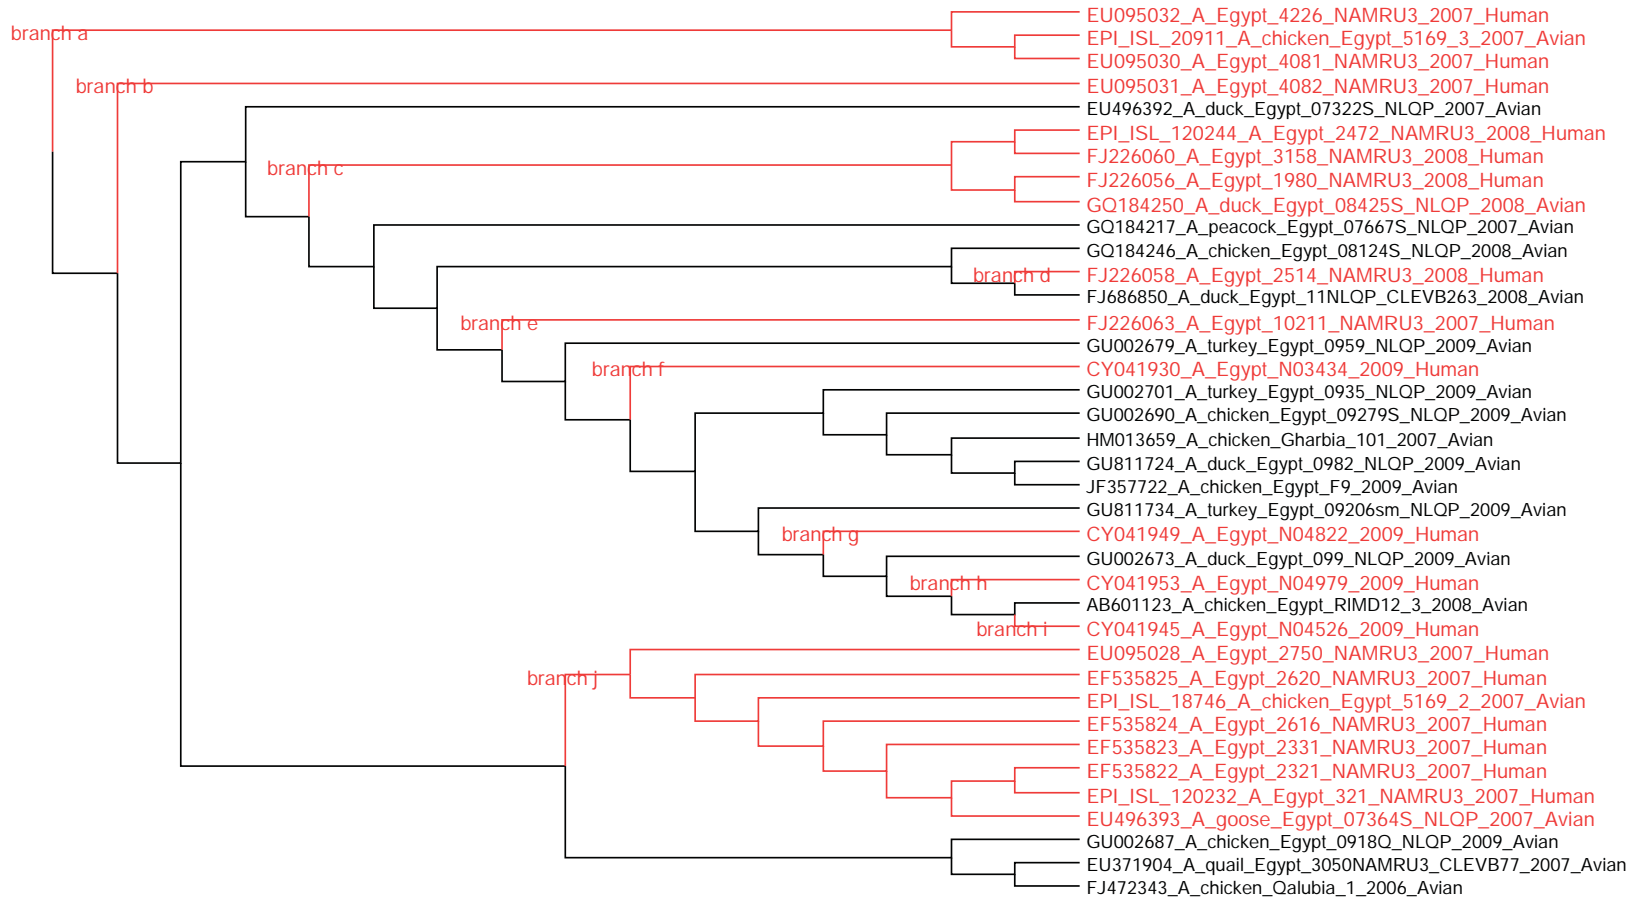 EU095032_A_Egypt_4226_NAMRU3_2007_Human
branch a
EPI_ISL_20911_A_chicken_Egypt_5169_3_2007_Avian
EU095030_A_Egypt_4081_NAMRU3_2007_Human
branch b
EU095031_A_Egypt_4082_NAMRU3_2007_Human
EU496392_A_duck_Egypt_07322S_NLQP_2007_Avian
EPI_ISL_120244_A_Egypt_2472_NAMRU3_2008_Human
FJ226060_A_Egypt_3158_NAMRU3_2008_Human
branch c
FJ226056_A_Egypt_1980_NAMRU3_2008_Human
GQ184250_A_duck_Egypt_08425S_NLQP_2008_Avian
GQ184217_A_peacock_Egypt_07667S_NLQP_2007_Avian
GQ184246_A_chicken_Egypt_08124S_NLQP_2008_Avian
branch d
FJ226058_A_Egypt_2514_NAMRU3_2008_Human
FJ686850_A_duck_Egypt_11NLQP_CLEVB263_2008_Avian
branch e
FJ226063_A_Egypt_10211_NAMRU3_2007_Human
GU002679_A_turkey_Egypt_0959_NLQP_2009_Avian
branch f
CY041930_A_Egypt_N03434_2009_Human
GU002701_A_turkey_Egypt_0935_NLQP_2009_Avian
GU002690_A_chicken_Egypt_09279S_NLQP_2009_Avian
HM013659_A_chicken_Gharbia_101_2007_Avian
GU811724_A_duck_Egypt_0982_NLQP_2009_Avian
JF357722_A_chicken_Egypt_F9_2009_Avian
GU811734_A_turkey_Egypt_09206sm_NLQP_2009_Avian
branch g
CY041949_A_Egypt_N04822_2009_Human
GU002673_A_duck_Egypt_099_NLQP_2009_Avian
branch h
CY041953_A_Egypt_N04979_2009_Human
AB601123_A_chicken_Egypt_RIMD12_3_2008_Avian
branch i
CY041945_A_Egypt_N04526_2009_Human
EU095028_A_Egypt_2750_NAMRU3_2007_Human
branch j
EF535825_A_Egypt_2620_NAMRU3_2007_Human
EPI_ISL_18746_A_chicken_Egypt_5169_2_2007_Avian
EF535824_A_Egypt_2616_NAMRU3_2007_Human
EF535823_A_Egypt_2331_NAMRU3_2007_Human
EF535822_A_Egypt_2321_NAMRU3_2007_Human
EPI_ISL_120232_A_Egypt_321_NAMRU3_2007_Human
EU496393_A_goose_Egypt_07364S_NLQP_2007_Avian
GU002687_A_chicken_Egypt_0918Q_NLQP_2009_Avian
EU371904_A_quail_Egypt_3050NAMRU3_CLEVB77_2007_Avian
FJ472343_A_chicken_Qalubia_1_2006_Avian